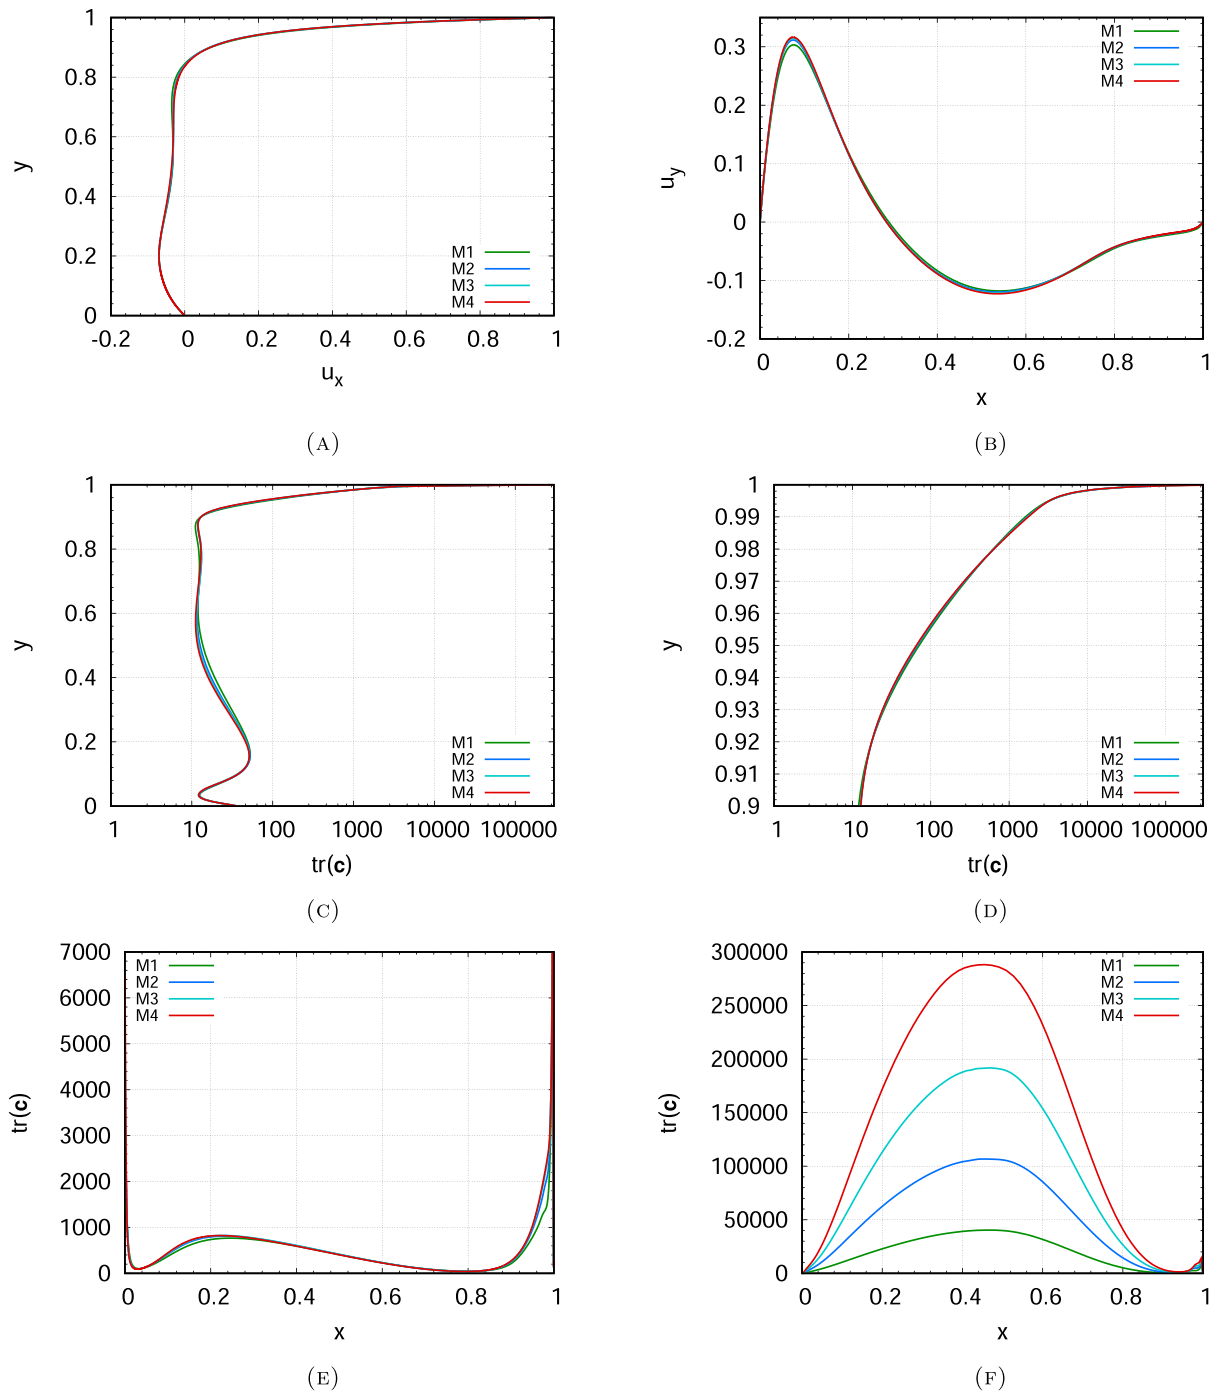 1
0.8
0.6
0.4
0.2
0
y
-0.2 0 0.2 0.4 0.6 0.8 1
u_x
M1
M2
M3
M4
(A)
0.3
0.2
0.1
0
-0.1
-0.2
u_y
0 0.2 0.4 0.6 0.8 1
x
M1
M2
M3
M4
(B)
1
0.8
0.6
0.4
0.2
0
y
1 10 100 1000 10000 100000
tr(c)
M1
M2
M3
M4
(C)
1
0.99
0.98
0.97
0.96
0.95
0.94
0.93
0.92
0.91
0.9
y
1 10 100 1000 10000 100000
tr(c)
M1
M2
M3
M4
(D)
7000
6000
5000
4000
3000
2000
1000
0
tr(c)
0 0.2 0.4 0.6 0.8 1
x
M1
M2
M3
M4
(E)
300000
250000
200000
150000
100000
50000
0
tr(c)
0 0.2 0.4 0.6 0.8 1
x
M1
M2
M3
M4
(F)